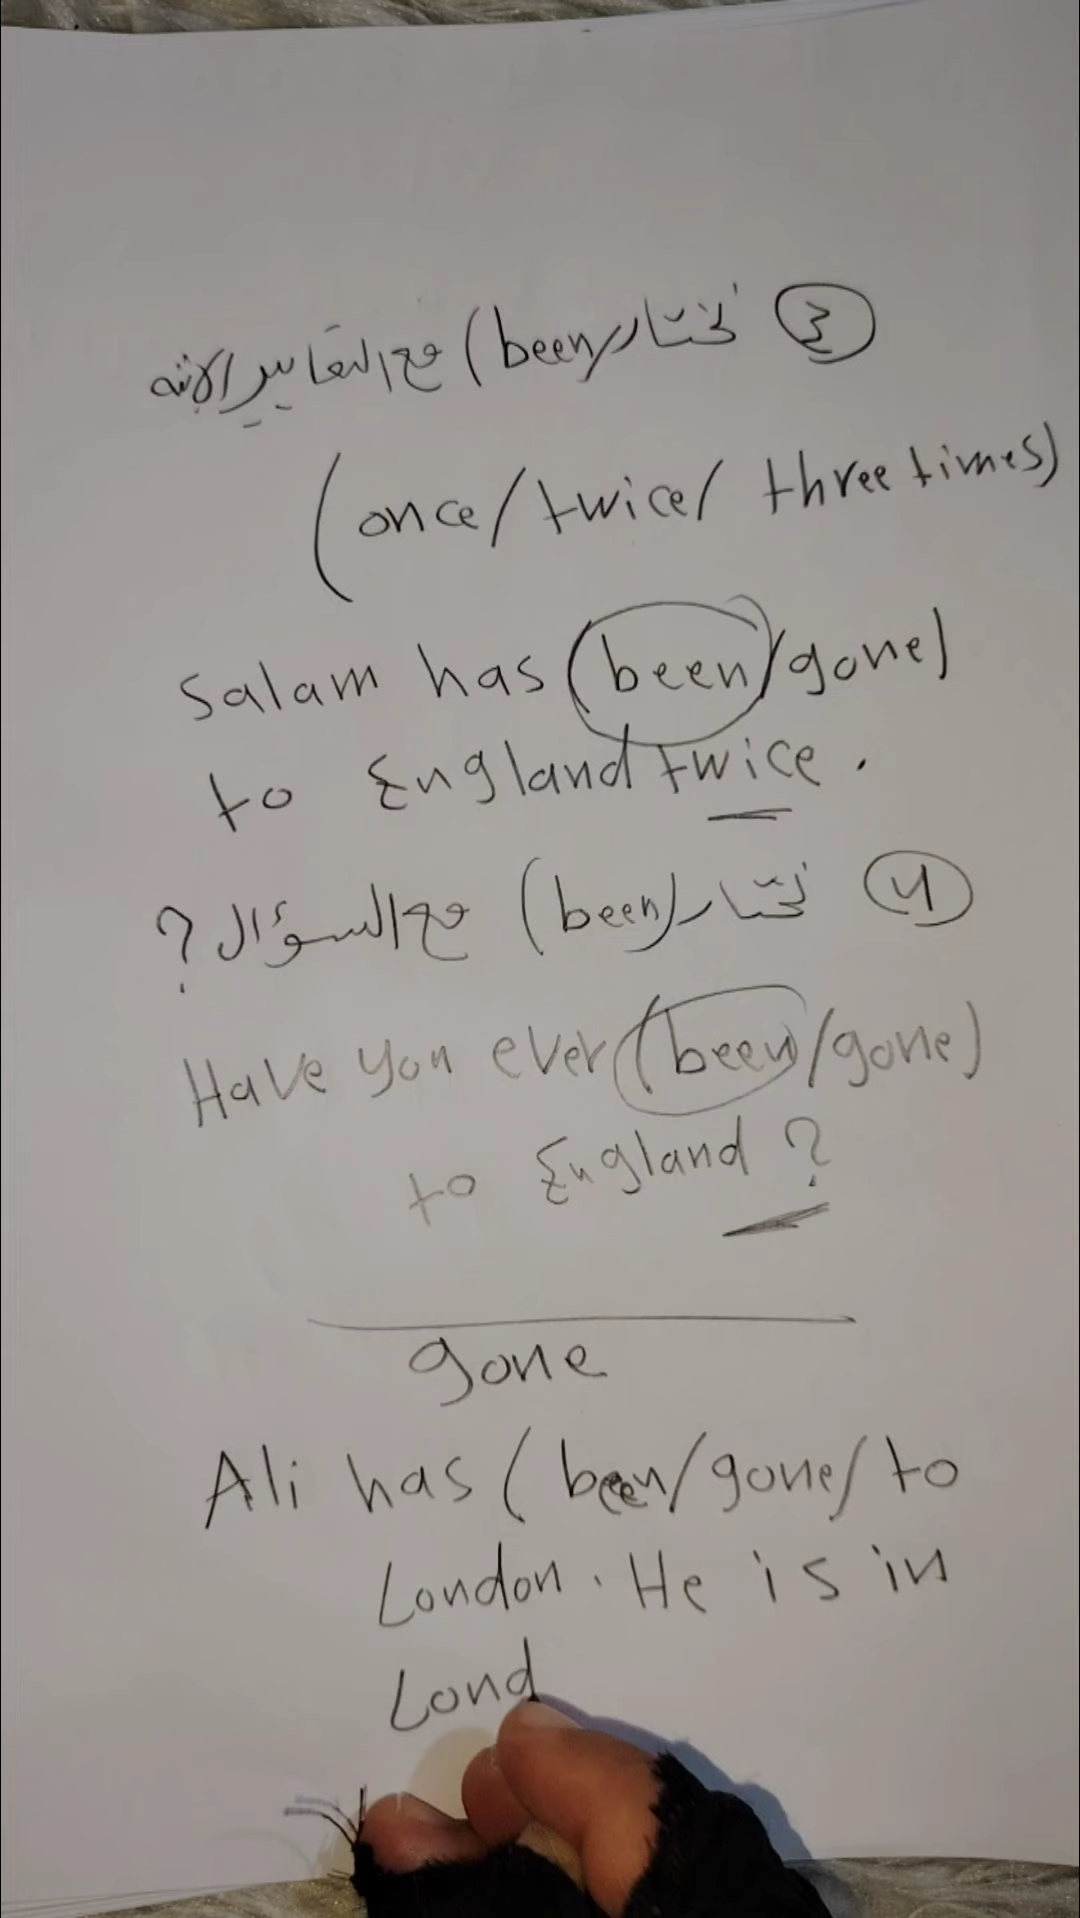 ③ نختار (been) مع التعابير الاتيه
(once/twice/ three times)
Salam has (been/gone)
to England twice.
④ نختار (been) مع السؤال ?
Have you ever (been/gone)
to England ?
gone
Ali has (been/gone/ to
London. He is in
Lond